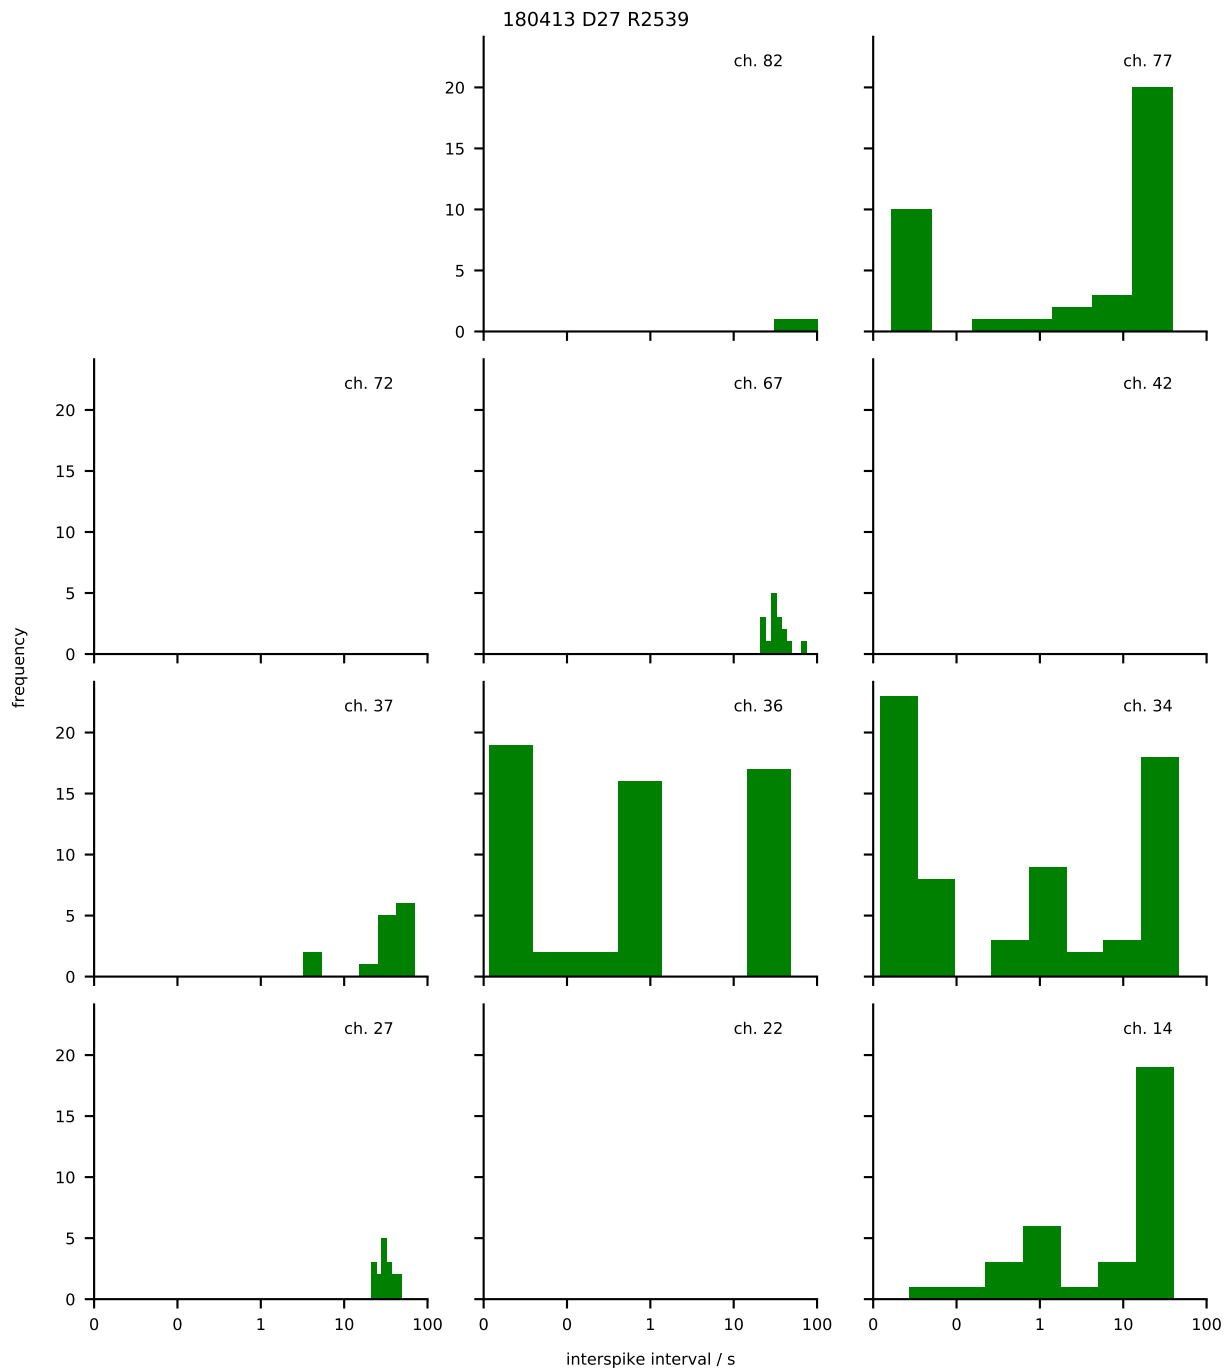 180413 D27 R2539
ch. 82
ch. 77
20
15
10
5
0
ch. 72
ch. 67
ch. 42
20
15
10
5
0
frequency
ch. 37
ch. 36
ch. 34
20
15
10
5
0
ch. 27
ch. 22
ch. 14
20
15
10
5
0
0 0 1 10 100 0 0 1 10 100 0 0 1 10 100
interspike interval / s